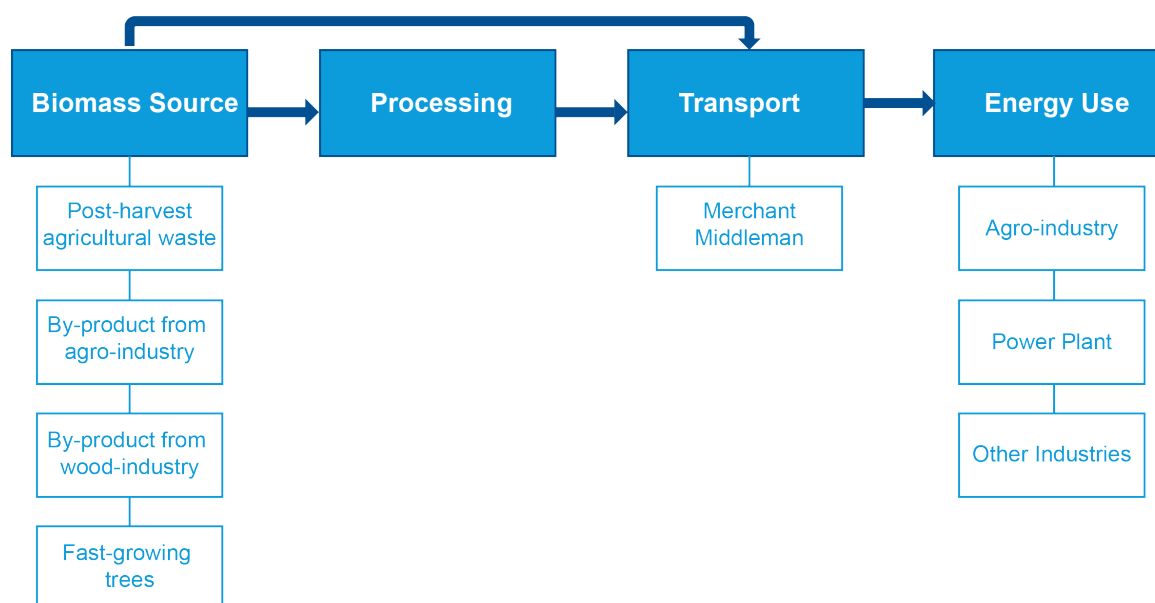 Biomass Source
Processing
Transport
Energy Use
Post-harvest
agricultural waste
By-product from
agro-industry
By-product from
wood-industry
Fast-growing
trees
Merchant
Middleman
Agro-industry
Power Plant
Other Industries